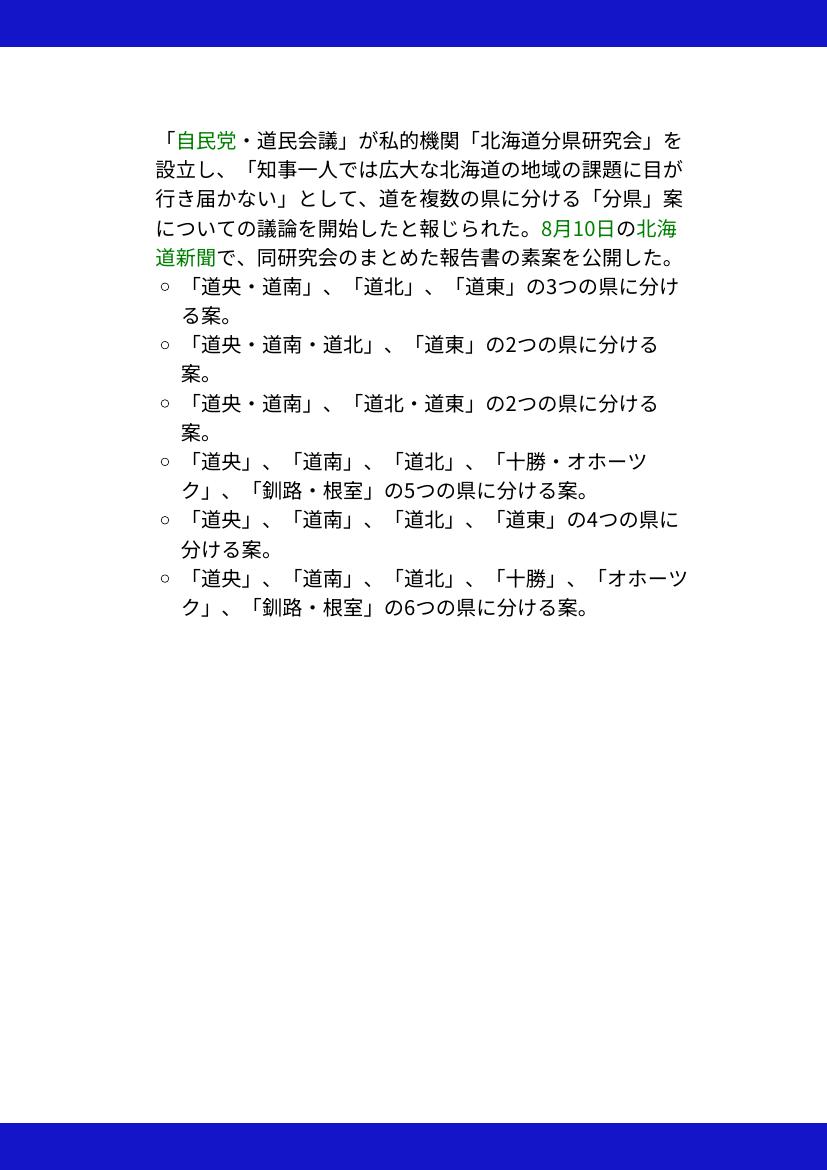 「自民党・道民会議」が私的機関「北海道分県研究会」を
設立し、「知事一人では広大な北海道の地域の課題に目が
行き届かない」として、道を複数の県に分ける「分県」案
についての議論を開始したと報じられた。8月10日の北海
道新聞で、同研究会のまとめた報告書の素案を公開した。
○ 「道央・道南」、「道北」、「道東」の3つの県に分け
る案。
○ 「道央・道南・道北」、「道東」の2つの県に分ける
案。
○ 「道央・道南」、「道北・道東」の2つの県に分ける
案。
○ 「道央」、「道南」、「道北」、「十勝・オホーツ
ク」、「釧路・根室」の5つの県に分ける案。
○ 「道央」、「道南」、「道北」、「道東」の4つの県に
分ける案。
○ 「道央」、「道南」、「道北」、「十勝」、「オホーツ
ク」、「釧路・根室」の6つの県に分ける案。